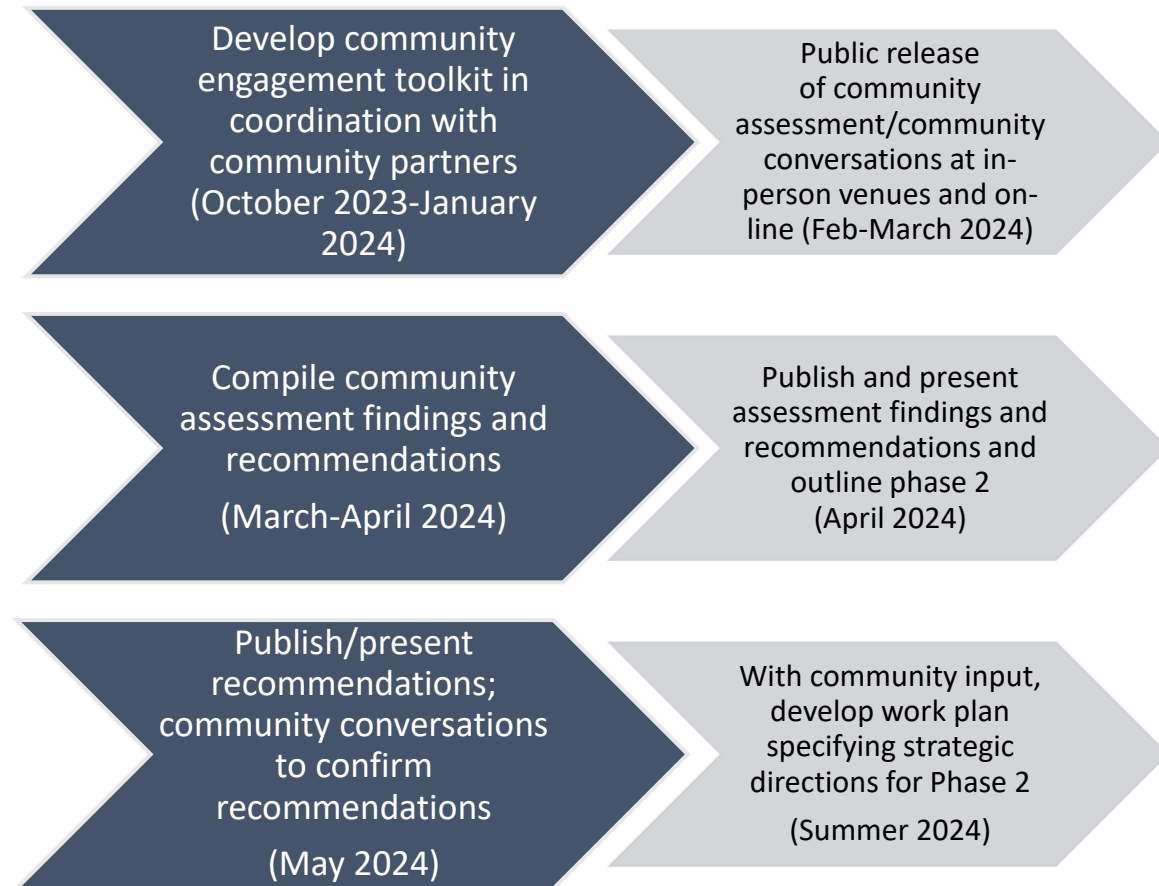 Develop community
engagement toolkit in
coordination with
community partners
(October 2023-January
2024)
Public release
of community
assessment/community
conversations at in-
person venues and on-
line (Feb-March 2024)
Compile community
assessment findings and
recommendations
(March-April 2024)
Publish and present
assessment findings and
recommendations and
outline phase 2
(April 2024)
Publish/present
recommendations;
community conversations
to confirm
recommendations
(May 2024)
With community input,
develop work plan
specifying strategic
directions for Phase 2
(Summer 2024)